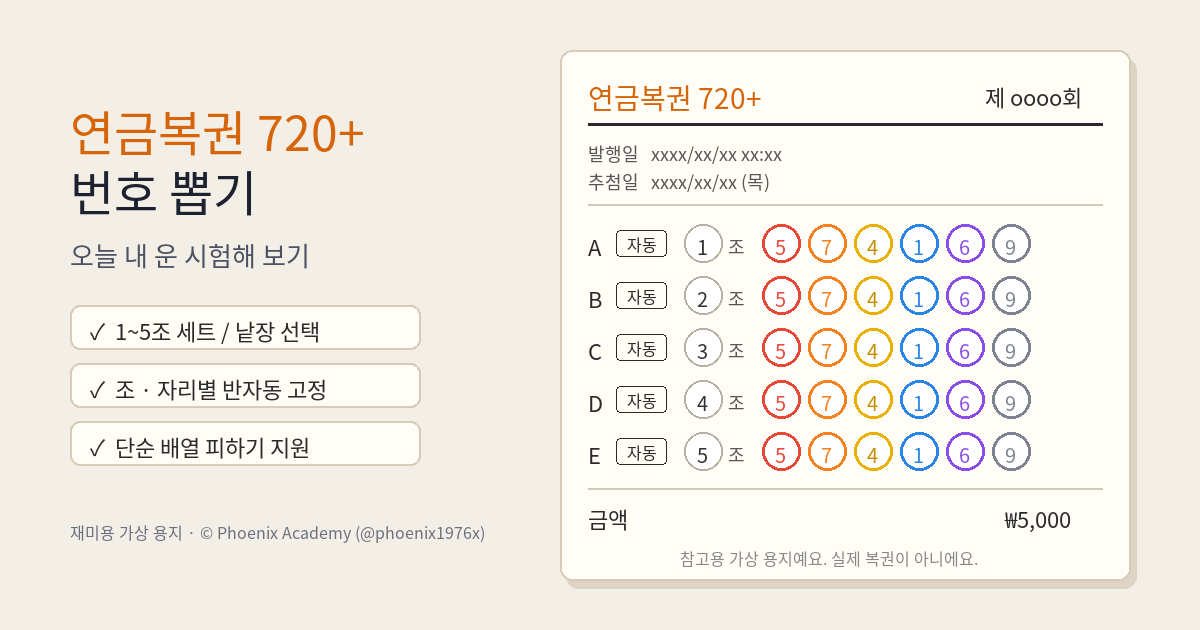 연금복권 720+
번호 뽑기
오늘 내 운 시험해 보기
✓ 1~5조 세트 / 낱장 선택
✓ 조 · 자리별 반자동 고정
✓ 단순 배열 피하기 지원
재미용 가상 용지 · © Phoenix Academy (@phoenix1976x)
연금복권 720+ 제 oooo회
발행일 xxxx/xx/xx xx:xx
추첨일 xxxx/xx/xx (목)
A 자동 1 조 5 7 4 1 6 9
B 자동 2 조 5 7 4 1 6 9
C 자동 3 조 5 7 4 1 6 9
D 자동 4 조 5 7 4 1 6 9
E 자동 5 조 5 7 4 1 6 9
금액 ₩5,000
참고용 가상 용지예요. 실제 복권이 아니에요.